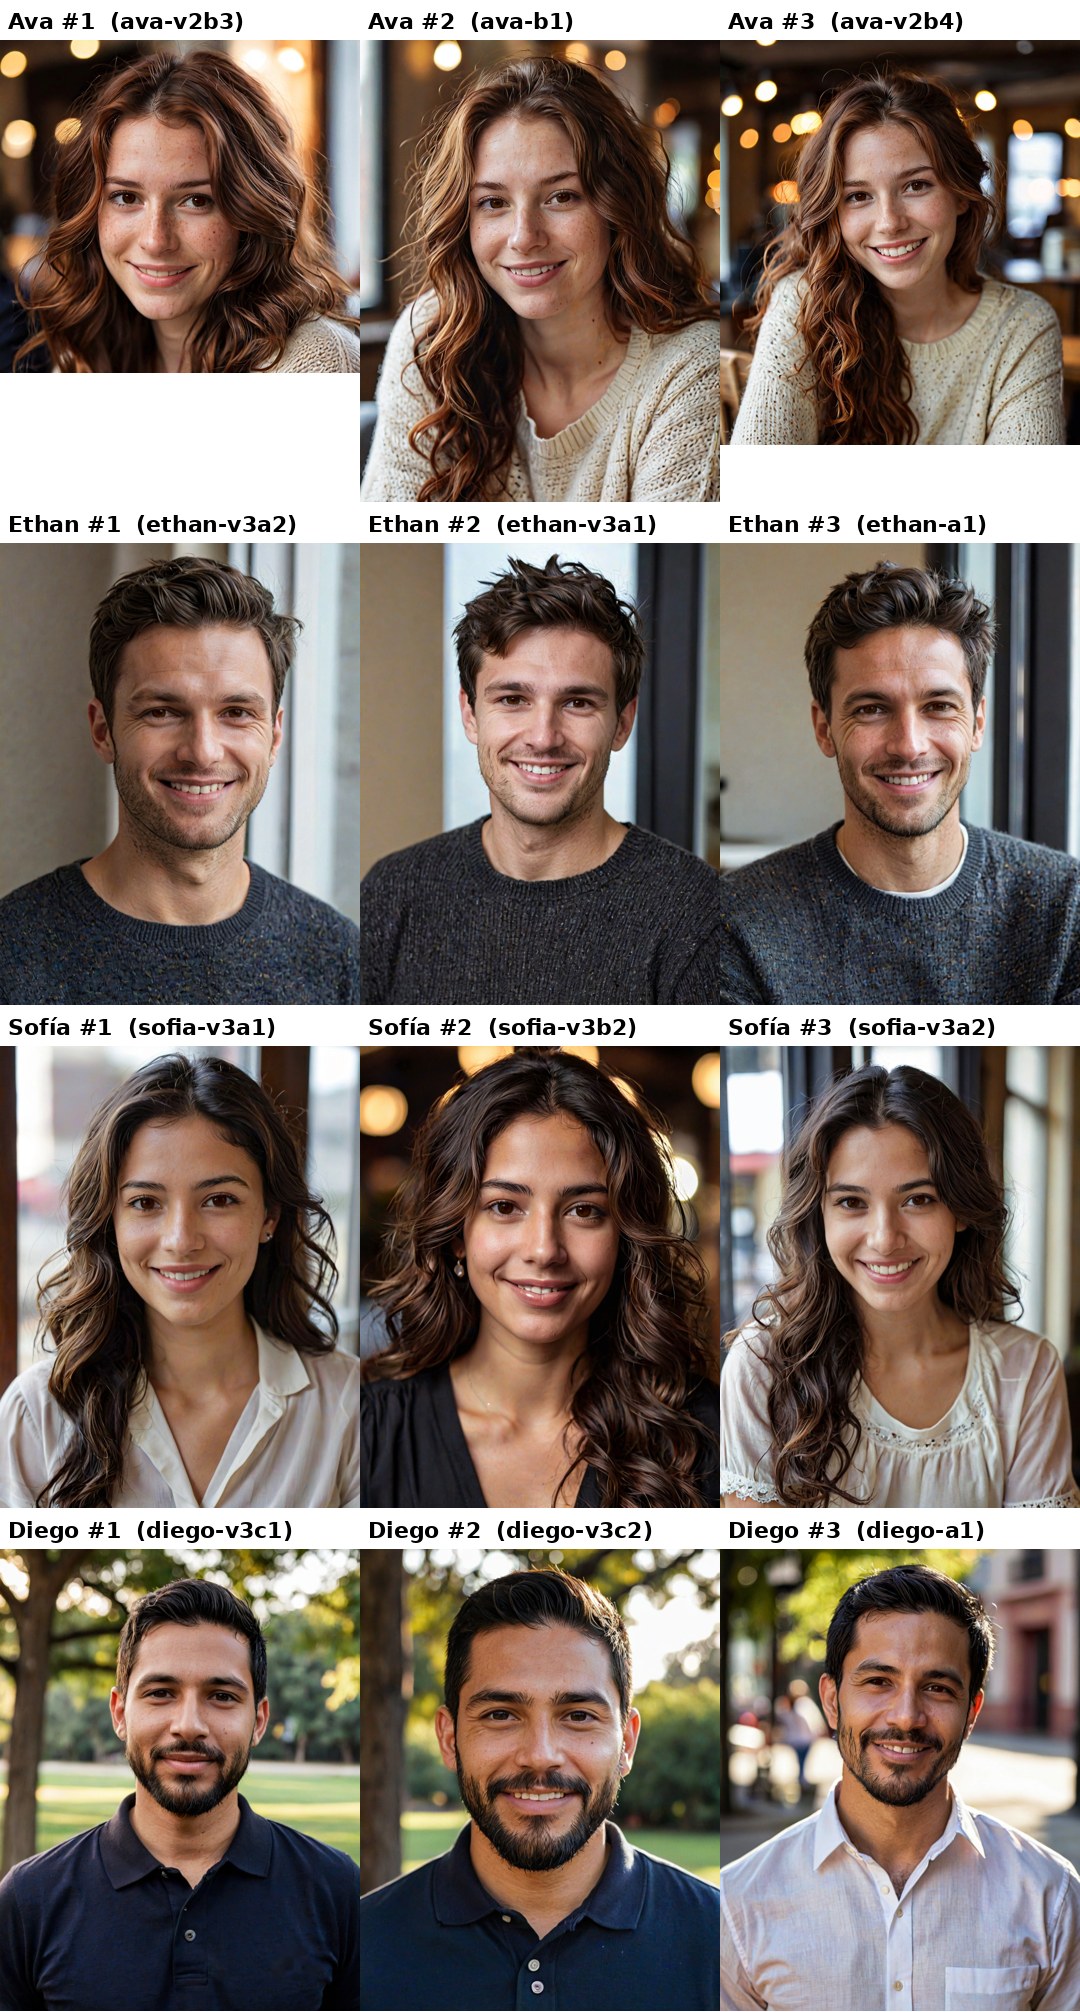 Ava #1 (ava-v2b3)
Ava #2 (ava-b1)
Ava #3 (ava-v2b4)
Ethan #1 (ethan-v3a2)
Ethan #2 (ethan-v3a1)
Ethan #3 (ethan-a1)
Sofía #1 (sofia-v3a1)
Sofía #2 (sofia-v3b2)
Sofía #3 (sofia-v3a2)
Diego #1 (diego-v3c1)
Diego #2 (diego-v3c2)
Diego #3 (diego-a1)